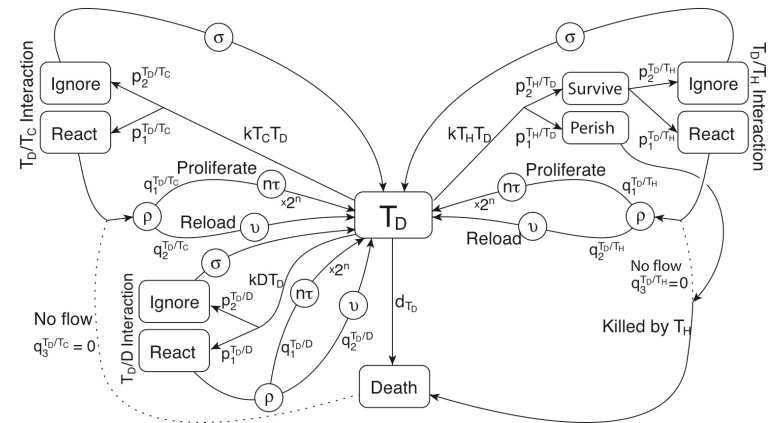 σ
σ
T_D/T_C Interaction
Ignore
p_2^{T_D/T_C}
React
p_1^{T_D/T_C}
kT_CT_D
kT_HT_D
p_2^{T_H/T_D}
Survive
p_2^{T_D/T_H}
Ignore
p_1^{T_H/T_D}
Perish
p_1^{T_D/T_H}
React
T_D/T_H Interaction
Proliferate
q_1^{T_D/T_C}
nτ
x2^n
ρ
Reload
υ
q_2^{T_D/T_C}
T_D
Proliferate
nτ
x2^n
q_1^{T_D/T_H}
Reload
υ
ρ
q_2^{T_D/T_H}
σ
T_D/D Interaction
Ignore
p_2^{T_D/D}
kDT_D
React
p_1^{T_D/D}
nτ
x2^n
υ
q_1^{T_D/D}
q_2^{T_D/D}
ρ
d_{T_D}
No flow
q_3^{T_D/T_C} = 0
No flow
q_3^{T_D/T_H}=0
Killed by T_H
Death